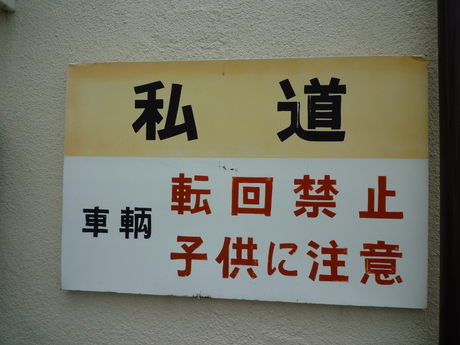 私道
車輌
転回禁止
子供に注意